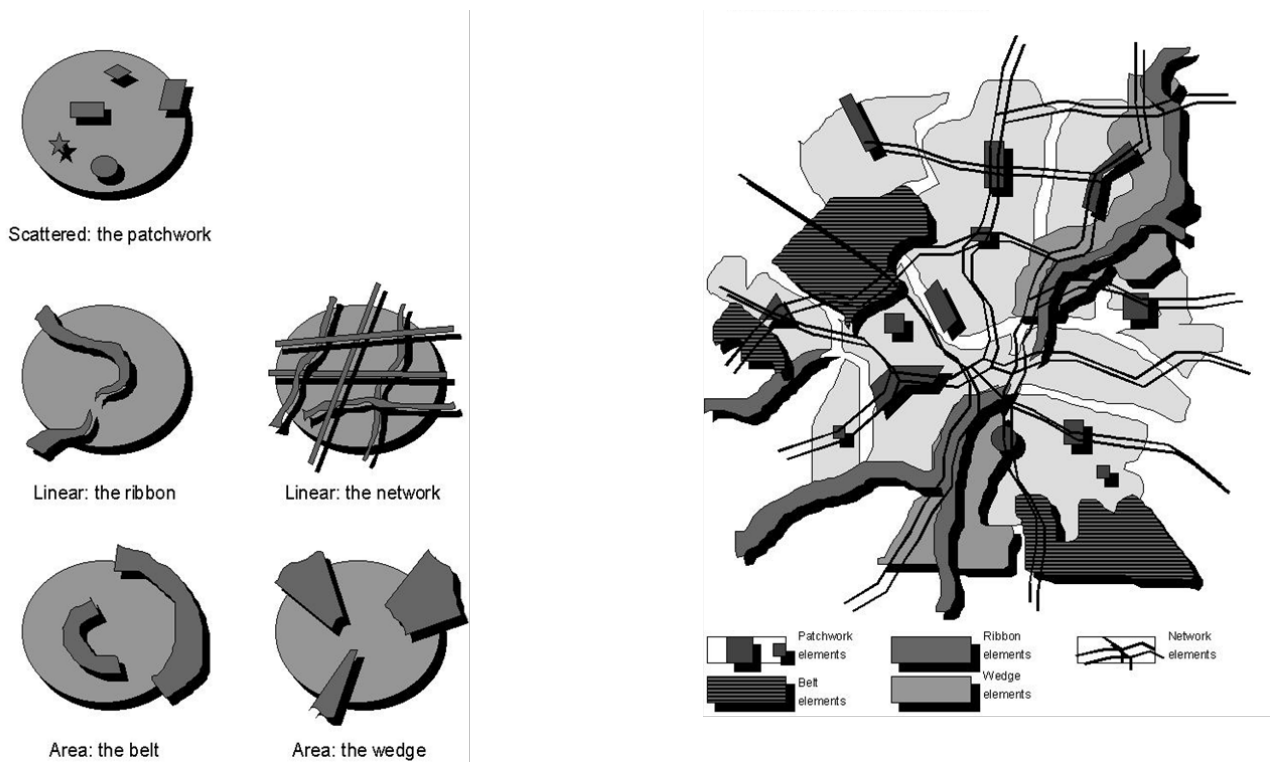 Scattered: the patchwork
Linear: the ribbon
Linear: the network
Area: the belt
Area: the wedge
Patchwork
elements
Belt
elements
Ribbon
elements
Wedge
elements
Network
elements